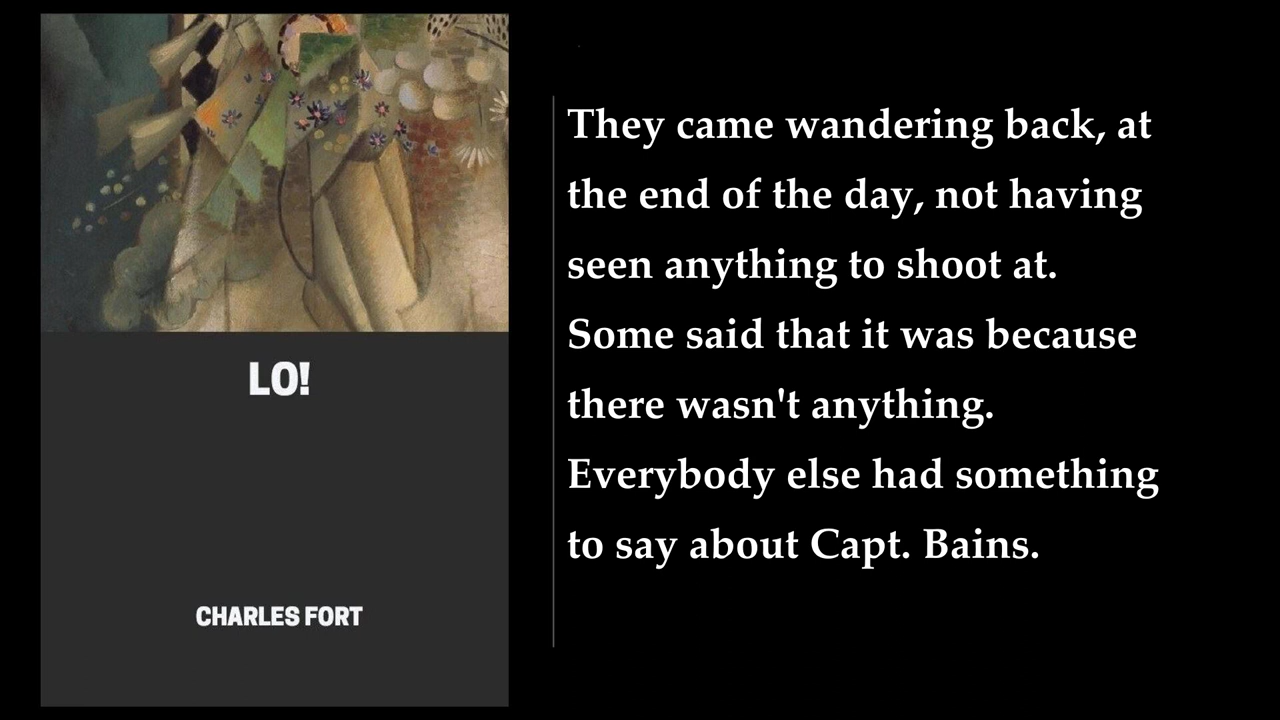 LO!
CHARLES FORT
They came wandering back, at
the end of the day, not having
seen anything to shoot at.
Some said that it was because
there wasn't anything.
Everybody else had something
to say about Capt. Bains.